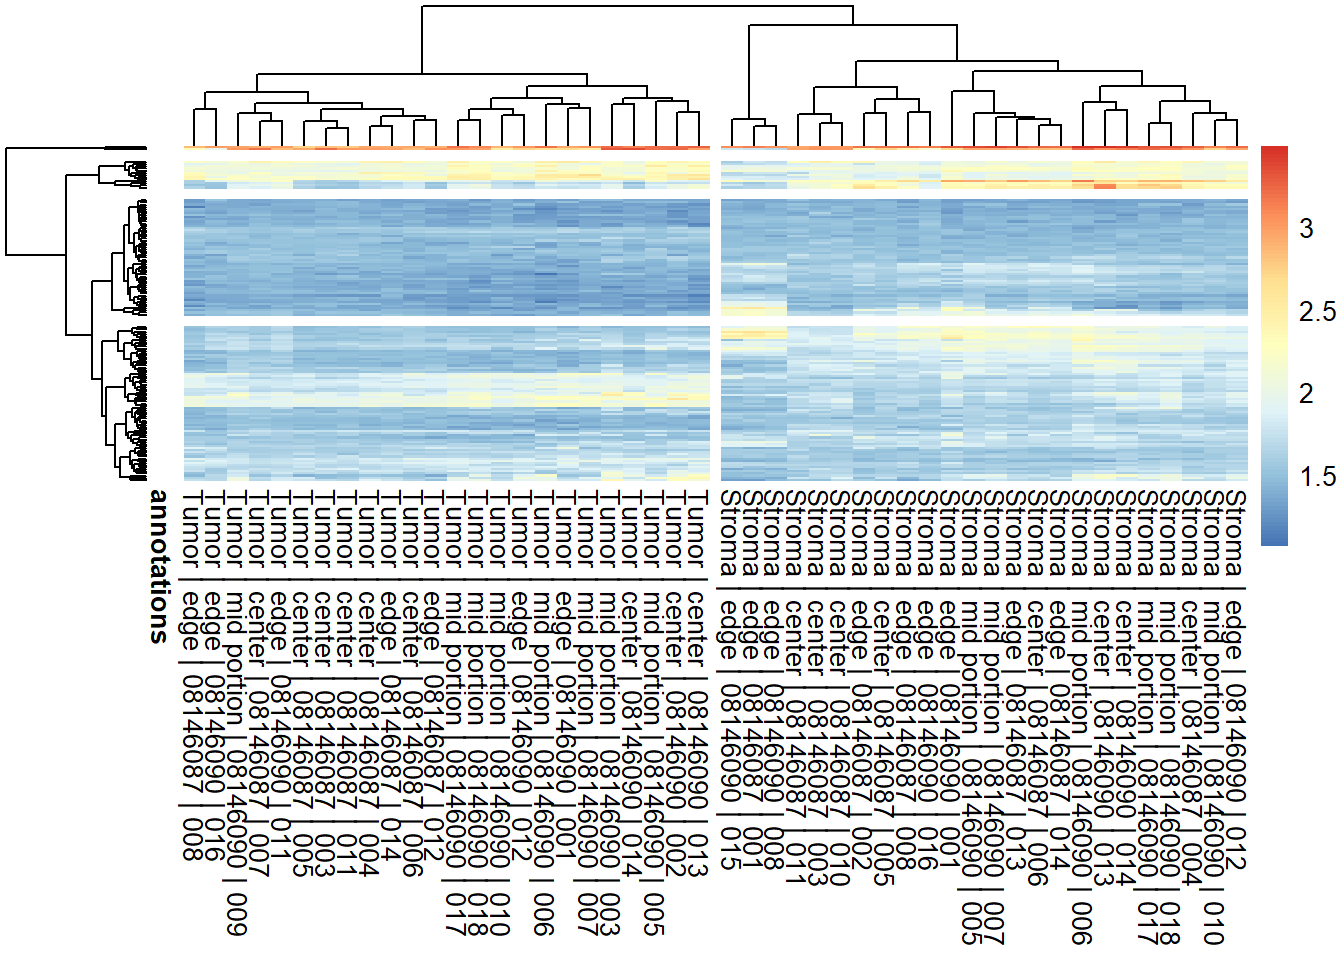 3
2.5
2
1.5
annotations
Tumor | edge | 08146087 | 008
Tumor | edge | 08146090 | 016
Tumor | mid portion | 08146090 | 009
Tumor | center | 08146087 | 007
Tumor | edge | 08146090 | 011
Tumor | center | 08146087 | 005
Tumor | center | 08146087 | 003
Tumor | center | 08146087 | 011
Tumor | center | 08146087 | 004
Tumor | edge | 08146087 | 014
Tumor | center | 08146087 | 006
Tumor | edge | 08146087 | 012
Tumor | mid portion | 08146090 | 017
Tumor | mid portion | 08146090 | 018
Tumor | mid portion | 08146090 | 010
Tumor | edge | 08146090 | 012
Tumor | mid portion | 08146090 | 006
Tumor | edge | 08146090 | 001
Tumor | mid portion | 08146090 | 007
Tumor | mid portion | 08146090 | 003
Tumor | center | 08146090 | 014
Tumor | mid portion | 08146090 | 005
Tumor | center | 08146090 | 002
Tumor | center | 08146090 | 013
Stroma | edge | 08146090 | 015
Stroma | edge | 08146087 | 001
Stroma | edge | 08146090 | 008
Stroma | center | 08146087 | 011
Stroma | center | 08146087 | 003
Stroma | center | 08146087 | 010
Stroma | edge | 08146087 | 002
Stroma | center | 08146087 | 005
Stroma | edge | 08146087 | 008
Stroma | edge | 08146090 | 016
Stroma | edge | 08146090 | 001
Stroma | mid portion | 08146090 | 005
Stroma | mid portion | 08146090 | 007
Stroma | edge | 08146087 | 013
Stroma | center | 08146087 | 006
Stroma | edge | 08146087 | 014
Stroma | mid portion | 08146090 | 006
Stroma | center | 08146090 | 013
Stroma | center | 08146090 | 014
Stroma | mid portion | 08146090 | 017
Stroma | mid portion | 08146090 | 018
Stroma | center | 08146087 | 004
Stroma | mid portion | 08146090 | 010
Stroma | edge | 08146090 | 012